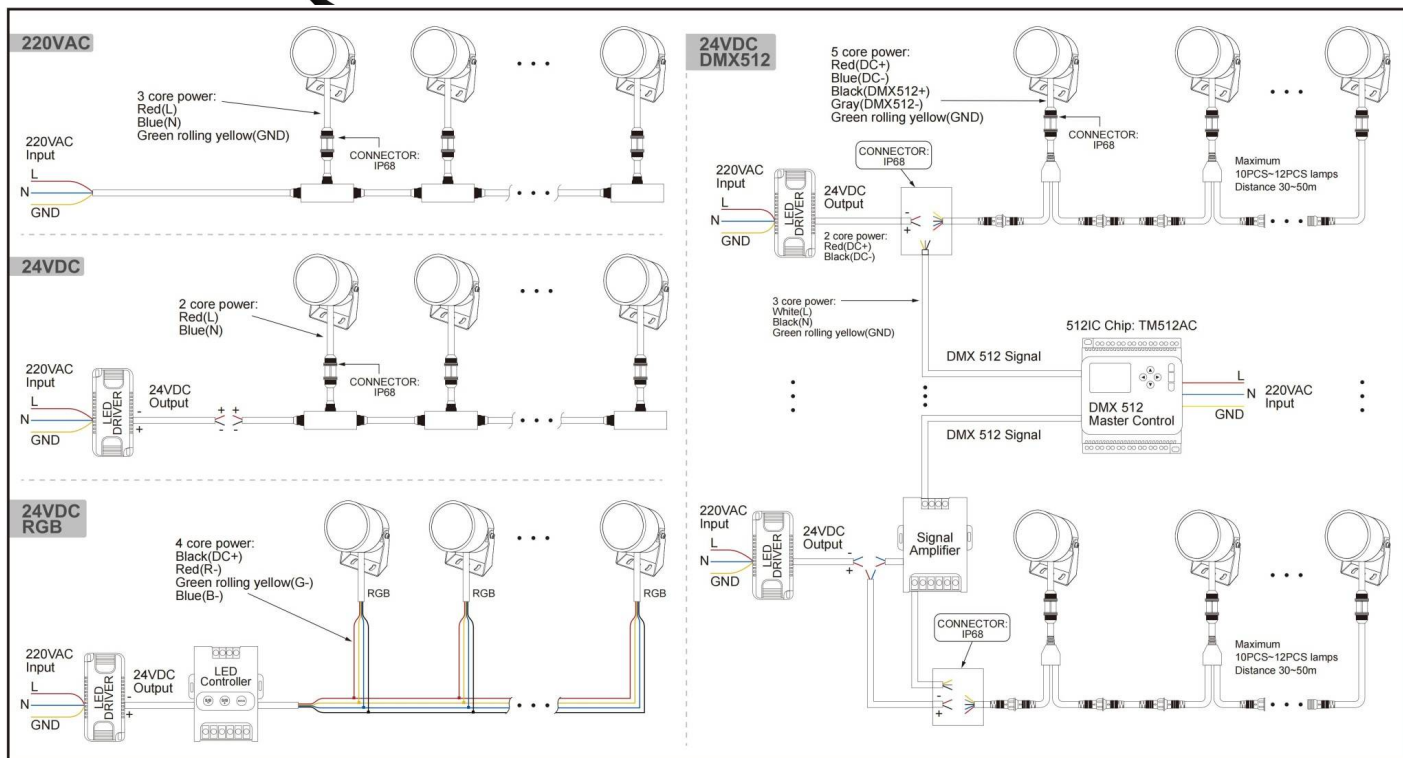 220VAC
3 core power:
Red(L)
Blue(N)
Green rolling yellow(GND)
220VAC
Input
L
N
GND
CONNECTOR:
IP68
24VDC
2 core power:
Red(L)
Blue(N)
220VAC
Input
L
N
GND
LED
DRIVER
24VDC
Output
-
+
+ +
- -
CONNECTOR:
IP68
24VDC
RGB
4 core power:
Black(DC+)
Red(R-)
Green rolling yellow(G-)
Blue(B-)
RGB
RGB
RGB
220VAC
Input
L
N
GND
LED
DRIVER
24VDC
Output
-
+
LED
Controller
24VDC
DMX512
5 core power:
Red(DC+)
Blue(DC-)
Black(DMX512+)
Gray(DMX512-)
Green rolling yellow(GND)
CONNECTOR:
IP68
CONNECTOR:
IP68
Maximum
10PCS~12PCS lamps
Distance 30~50m
220VAC
Input
L
N
GND
LED
DRIVER
24VDC
Output
-
+
2 core power:
Red(DC+)
Black(DC-)
3 core power:
White(L)
Black(N)
Green rolling yellow(GND)
512IC Chip: TM512AC
DMX 512 Signal
DMX 512
Master Control
L
N
GND
220VAC
Input
DMX 512 Signal
220VAC
Input
L
N
GND
LED
DRIVER
24VDC
Output
-
+
Signal
Amplifier
CONNECTOR:
IP68
-
+
Maximum
10PCS~12PCS lamps
Distance 30~50m